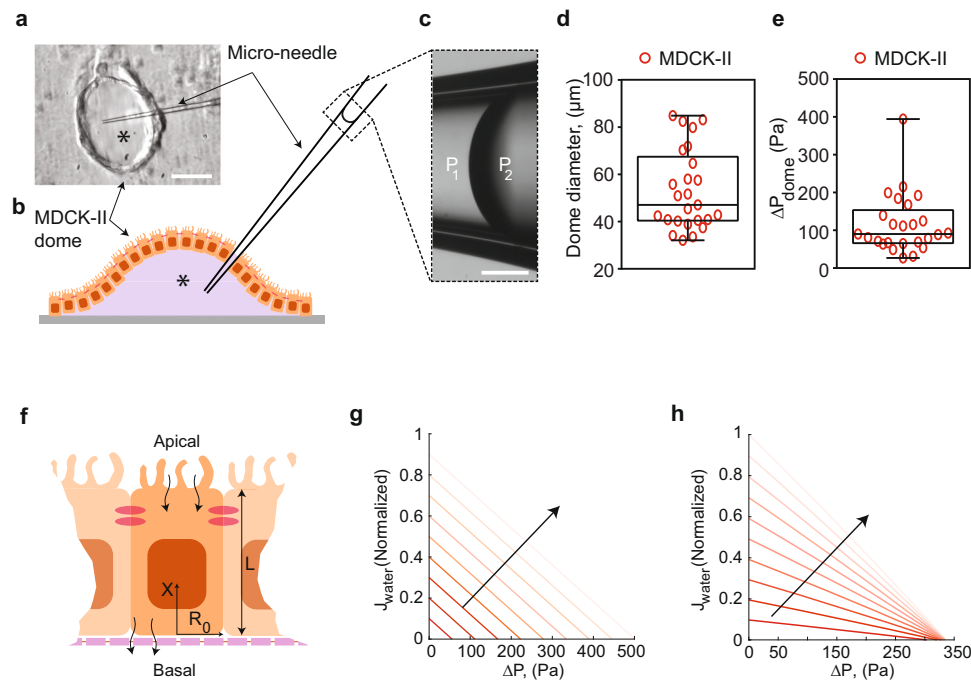 a
Micro-needle
*
b
MDCK-II
dome
*
c
P1
P2
d
MDCK-II
Dome diameter, (μm)
100
80
60
40
20
e
MDCK-II
ΔPdome (Pa)
500
400
300
200
100
0
f
Apical
L
X
R0
Basal
g
Jwater(Normalized)
1
0.8
0.6
0.4
0.2
0
0 100 200 300 400 500
ΔP, (Pa)
h
Jwater(Normalized)
1
0.8
0.6
0.4
0.2
0
0 50 150 250 350
ΔP, (Pa)